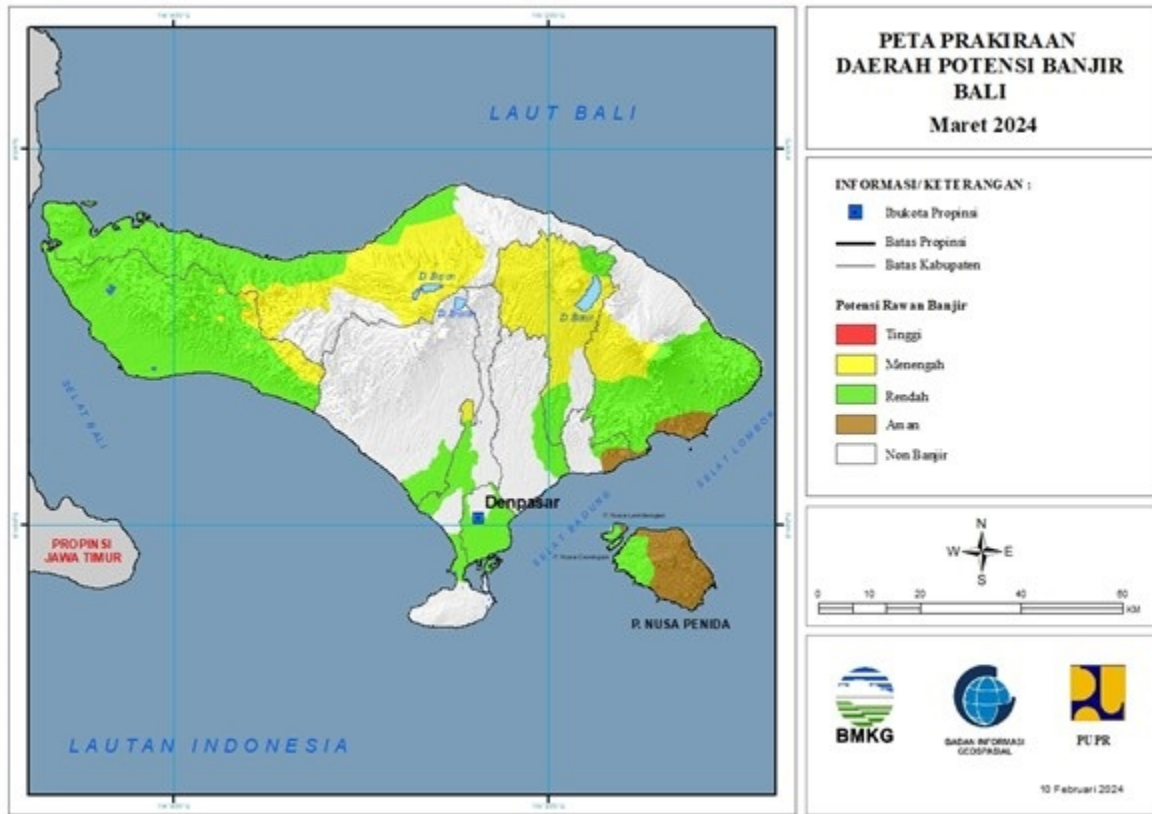 PETA PRAKIRAAN
DAERAH POTENSI BANJIR
BALI
Maret 2024
INFORMASI/KETERANGAN :
Ibukota Propinsi
Batas Propinsi
Batas Kabupaten
Potensi Rawan Banjir
Tinggi
Menengah
Rendah
Aman
Non Banjir
N
W E
S
0 10 20 40 60
KM
BMKG
BADAN INFORMASI
GEOSPASIAL
PUPR
10 Februari 2024
LAUT BALI
D. Buyan
D. Batur
SELAT BALI
SELAT LOMBOK
Denpasar
SELAT BADUNG
P. Nusa Lembongan
PROPINSI
JAWA TIMUR
P. NUSA PENIDA
LAUTAN INDONESIA